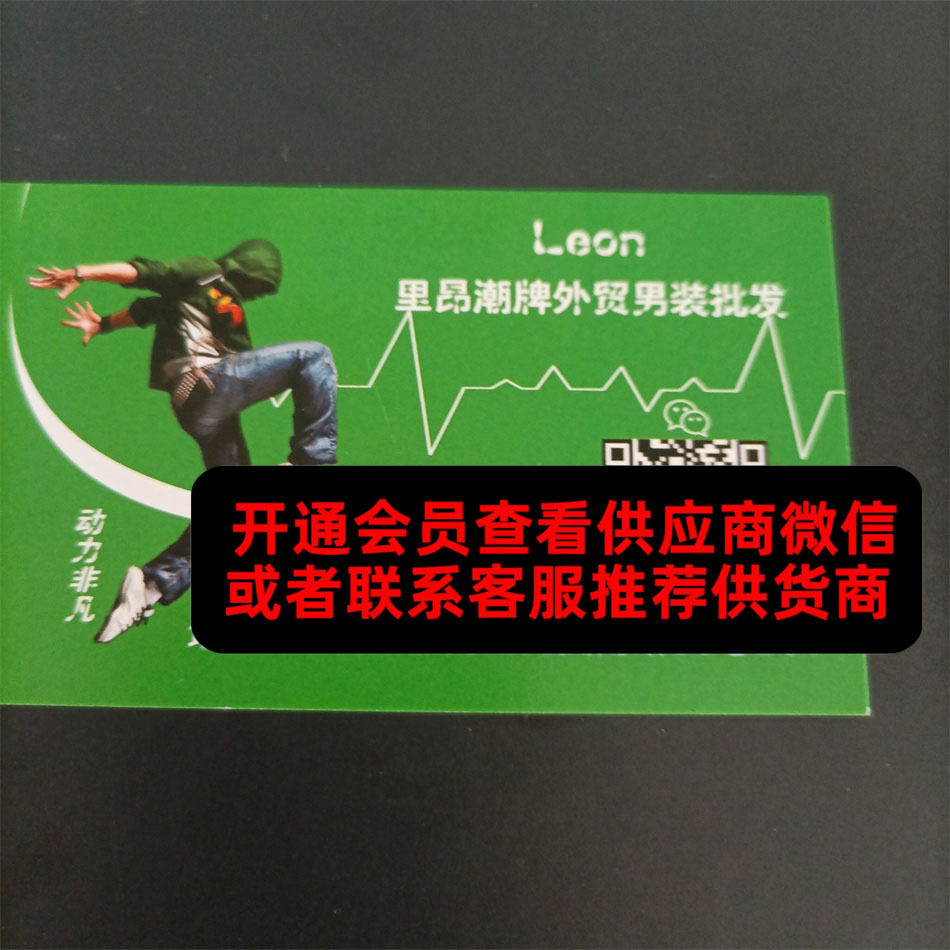 Leon
里昂潮牌外贸男装批发
动力非凡
开通会员查看供应商微信
或者联系客服推荐供货商